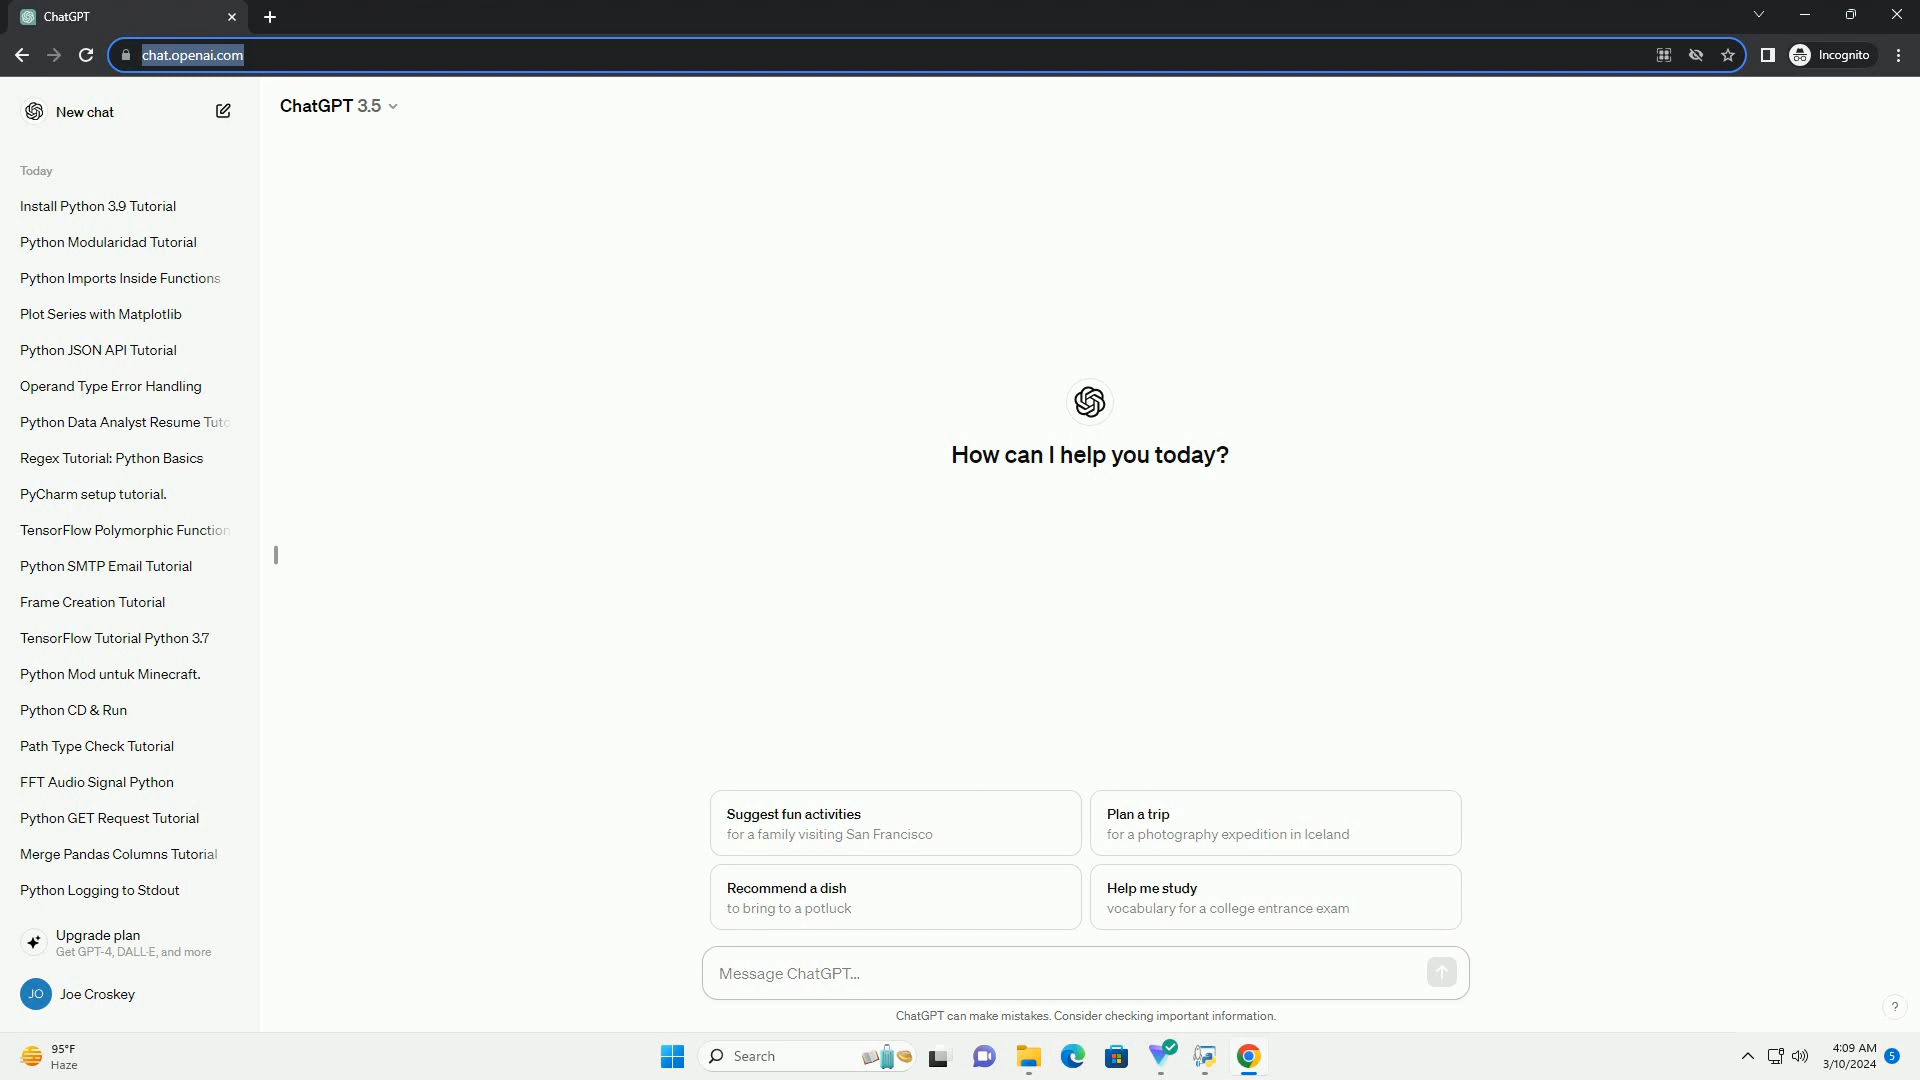 ChatGPT
chat.openai.com
Incognito
New chat
ChatGPT 3.5
Today
Install Python 3.9 Tutorial
Python Modularidad Tutorial
Python Imports Inside Functions
Plot Series with Matplotlib
Python JSON API Tutorial
Operand Type Error Handling
Python Data Analyst Resume Tuto
Regex Tutorial: Python Basics
PyCharm setup tutorial.
TensorFlow Polymorphic Function
Python SMTP Email Tutorial
Frame Creation Tutorial
TensorFlow Tutorial Python 3.7
Python Mod untuk Minecraft.
Python CD & Run
Path Type Check Tutorial
FFT Audio Signal Python
Python GET Request Tutorial
Merge Pandas Columns Tutorial
Python Logging to Stdout
Upgrade plan
Get GPT-4, DALL·E, and more
JO Joe Croskey
How can I help you today?
Suggest fun activities
for a family visiting San Francisco
Plan a trip
for a photography expedition in Iceland
Recommend a dish
to bring to a potluck
Help me study
vocabulary for a college entrance exam
Message ChatGPT...
ChatGPT can make mistakes. Consider checking important information.
?
95°F
Haze
Search
4:09 AM
3/10/2024
5